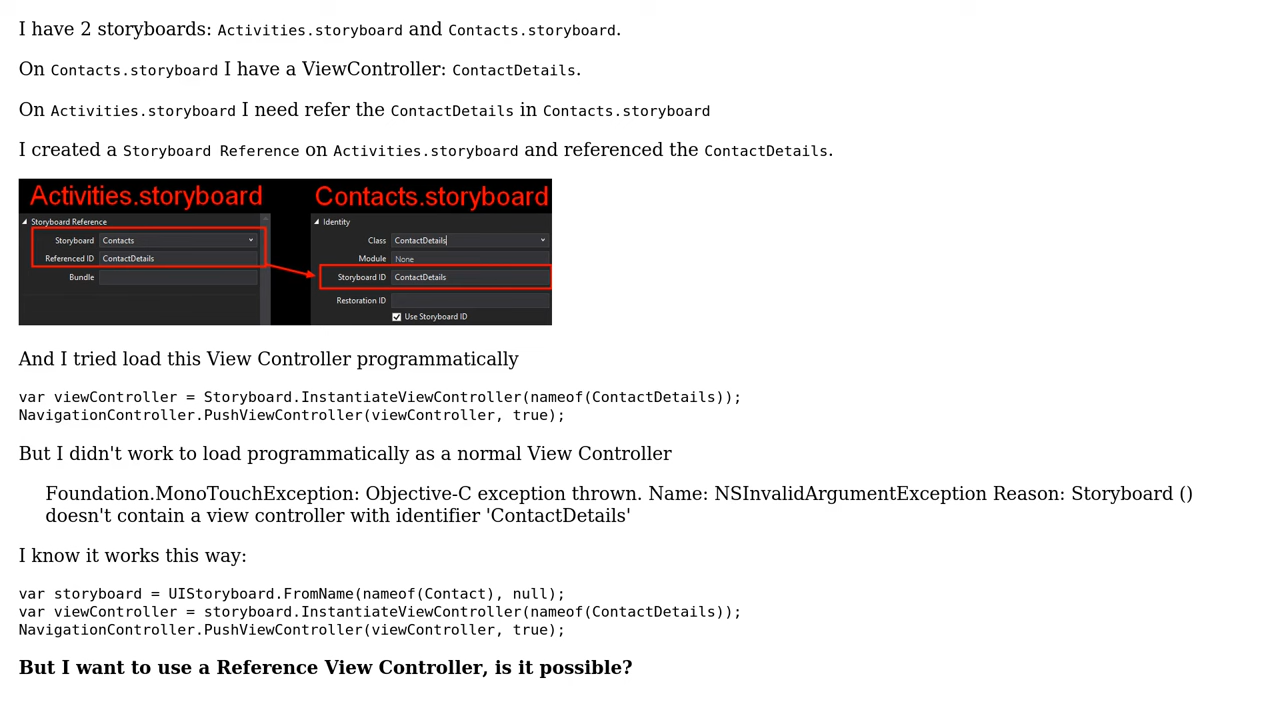 I have 2 storyboards: Activities.storyboard and Contacts.storyboard.
On Contacts.storyboard I have a ViewController: ContactDetails.
On Activities.storyboard I need refer the ContactDetails in Contacts.storyboard
I created a Storyboard Reference on Activities.storyboard and referenced the ContactDetails.
Activities.storyboard
Storyboard Reference
Storyboard Contacts
Referenced ID ContactDetails
Bundle
Contacts.storyboard
Identity
Class ContactDetails
Module None
Storyboard ID ContactDetails
Restoration ID
Use Storyboard ID
And I tried load this View Controller programmatically
var viewController = Storyboard.InstantiateViewController(nameof(ContactDetails));
NavigationController.PushViewController(viewController, true);
But I didn't work to load programmatically as a normal View Controller
Foundation.MonoTouchException: Objective-C exception thrown. Name: NSInvalidArgumentException Reason: Storyboard ()
doesn't contain a view controller with identifier 'ContactDetails'
I know it works this way:
var storyboard = UIStoryboard.FromName(nameof(Contact), null);
var viewController = storyboard.InstantiateViewController(nameof(ContactDetails));
NavigationController.PushViewController(viewController, true);
But I want to use a Reference View Controller, is it possible?